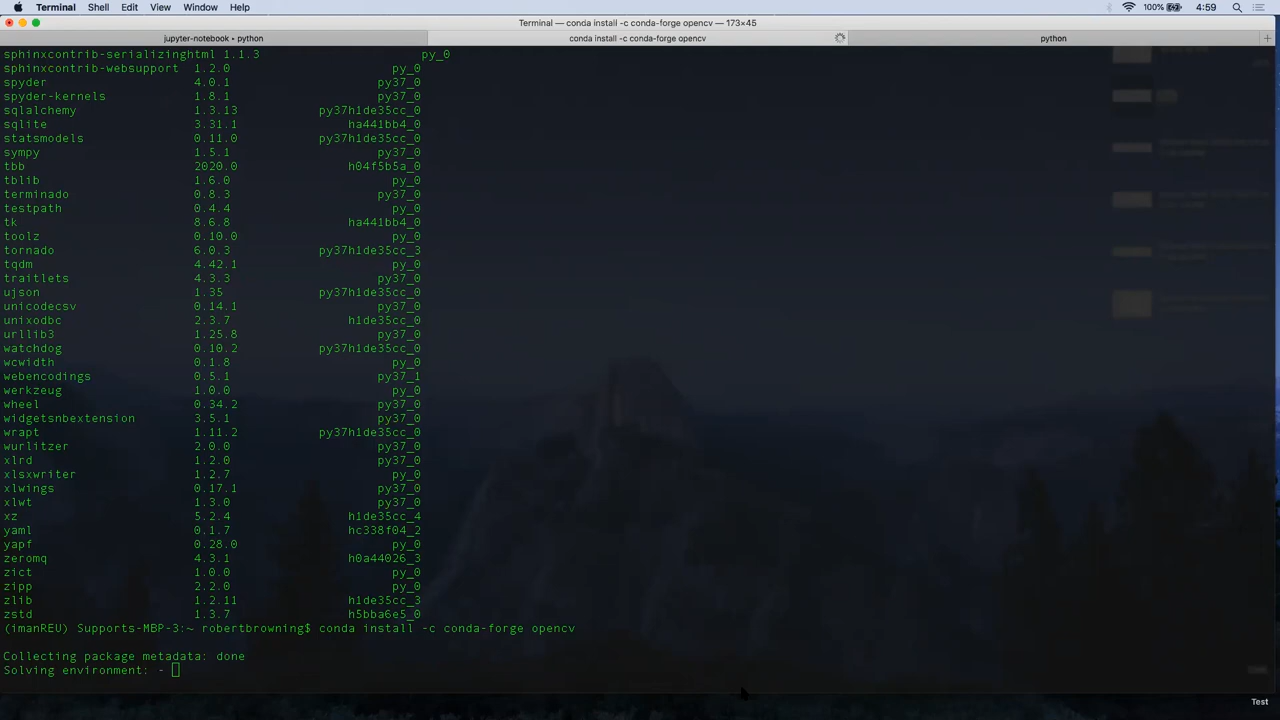 Terminal Shell Edit View Window Help 100% 4:59
Terminal — conda install -c conda-forge opencv — 173×45
jupyter-notebook • python conda install -c conda-forge opencv python +
sphinxcontrib-serializinghtml 1.1.3 py_0
sphinxcontrib-websupport 1.2.0 py_0
spyder 4.0.1 py37_0
spyder-kernels 1.8.1 py37_0
sqlalchemy 1.3.13 py37h1de35cc_0
sqlite 3.31.1 ha441bb4_0
statsmodels 0.11.0 py37h1de35cc_0
sympy 1.5.1 py37_0
tbb 2020.0 h04f5b5a_0
tblib 1.6.0 py_0
terminado 0.8.3 py37_0
testpath 0.4.4 py_0
tk 8.6.8 ha441bb4_0
toolz 0.10.0 py_0
tornado 6.0.3 py37h1de35cc_3
tqdm 4.42.1 py_0
traitlets 4.3.3 py37_0
ujson 1.35 py37h1de35cc_0
unicodecsv 0.14.1 py37_0
unixodbc 2.3.7 h1de35cc_0
urllib3 1.25.8 py37_0
watchdog 0.10.2 py37h1de35cc_0
wcwidth 0.1.8 py_0
webencodings 0.5.1 py37_1
werkzeug 1.0.0 py_0
wheel 0.34.2 py37_0
widgetsnbextension 3.5.1 py37_0
wrapt 1.11.2 py37h1de35cc_0
wurlitzer 2.0.0 py37_0
xlrd 1.2.0 py37_0
xlsxwriter 1.2.7 py_0
xlwings 0.17.1 py37_0
xlwt 1.3.0 py37_0
xz 5.2.4 h1de35cc_4
yaml 0.1.7 hc338f04_2
yapf 0.28.0 py_0
zeromq 4.3.1 h0a44026_3
zict 1.0.0 py_0
zipp 2.2.0 py_0
zlib 1.2.11 h1de35cc_3
zstd 1.3.7 h5bba6e5_0
(imanREU) Supports-MBP-3:~ robertbrowning$ conda install -c conda-forge opencv
Collecting package metadata: done
Solving environment: -
Test